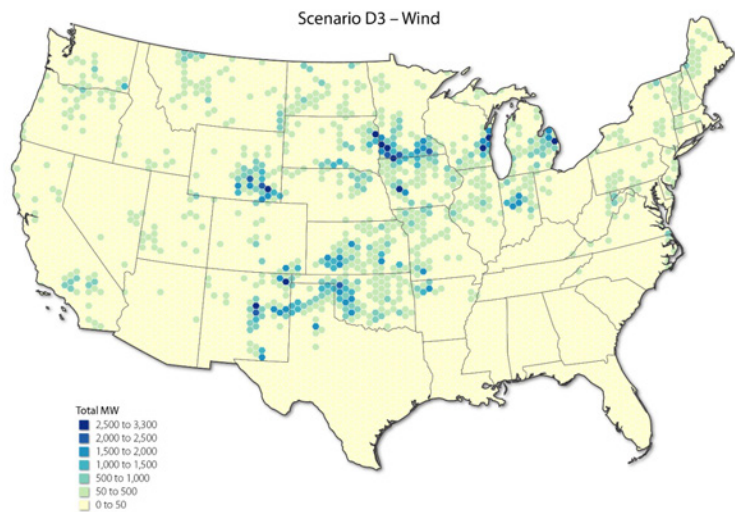 Scenario D3 – Wind
Total MW
2,500 to 3,300
2,000 to 2,500
1,500 to 2,000
1,000 to 1,500
500 to 1,000
50 to 500
0 to 50